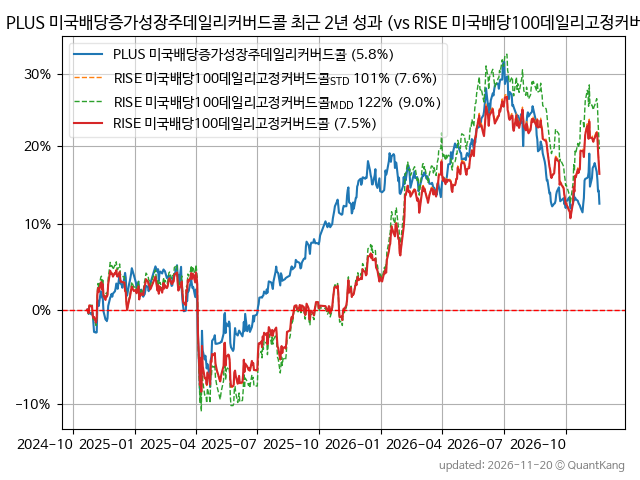 PLUS 미국배당증가성장주데일리커버드콜 최근 2년 성과 (vs RISE 미국배당100데일리고정커버
PLUS 미국배당증가성장주데일리커버드콜 (5.8%)
RISE 미국배당100데일리고정커버드콜STD 101% (7.6%)
RISE 미국배당100데일리고정커버드콜MDD 122% (9.0%)
RISE 미국배당100데일리고정커버드콜 (7.5%)
30%
20%
10%
0%
−10%
2024-10 2025-01 2025-04 2025-07 2025-10 2026-01 2026-04 2026-07 2026-10
updated: 2026-11-20 © QuantKang